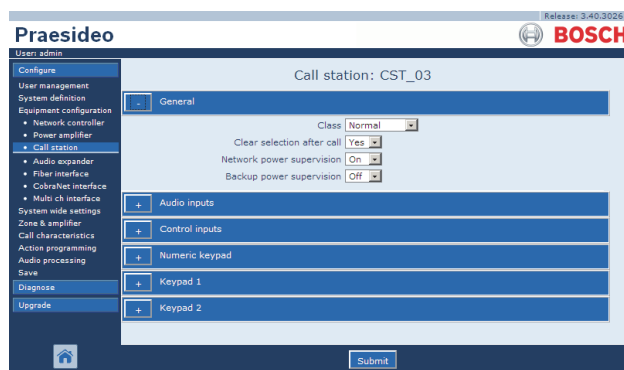 Release: 3.40.3026
Praesideo
BOSCH
User: admin
Configure
User management
System definition
Equipment configuration
• Network controller
• Power amplifier
• Call station
• Audio expander
• Fiber interface
• CobraNet interface
• Multi ch interface
System wide settings
Zone & amplifier
Call characteristics
Action programming
Audio processing
Save
Diagnose
Upgrade
Call station: CST_03
- General
Class Normal
Clear selection after call Yes
Network power supervision On
Backup power supervision Off
+ Audio inputs
+ Control inputs
+ Numeric keypad
+ Keypad 1
+ Keypad 2
Submit